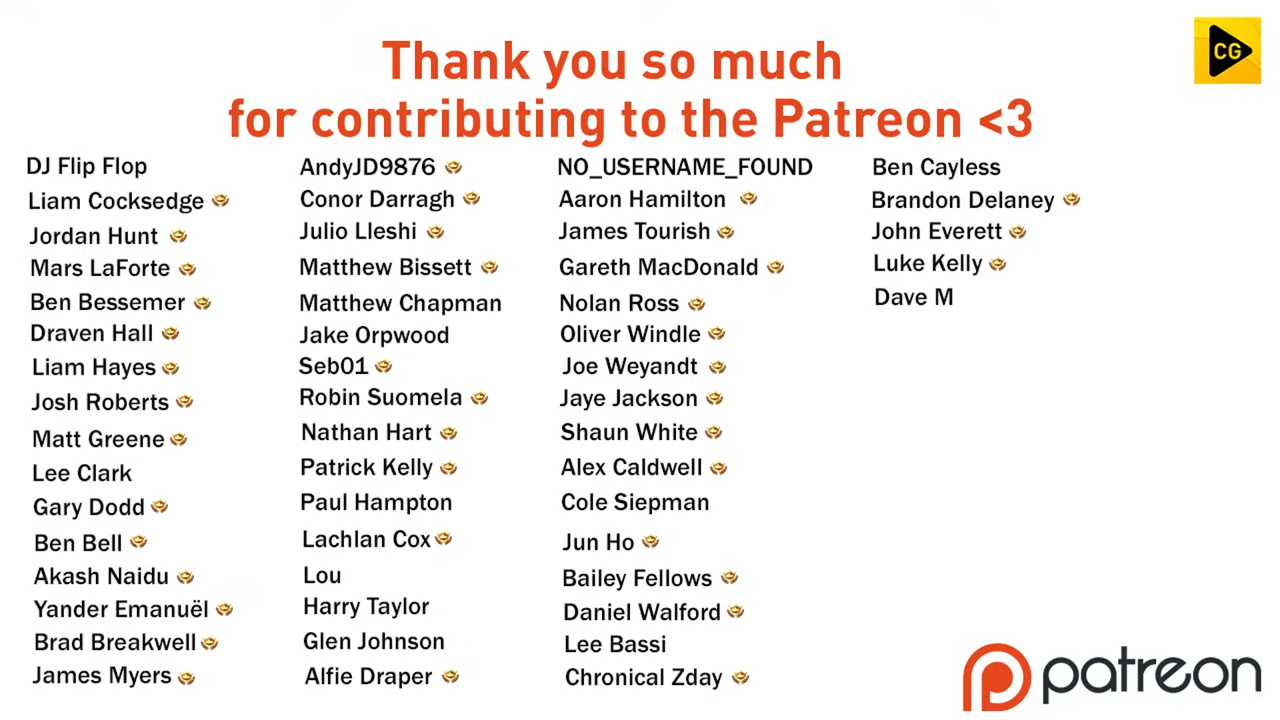 CG
Thank you so much
for contributing to the Patreon <3
DJ Flip Flop
Liam Cocksedge
Jordan Hunt
Mars LaForte
Ben Bessemer
Draven Hall
Liam Hayes
Josh Roberts
Matt Greene
Lee Clark
Gary Dodd
Ben Bell
Akash Naidu
Yander Emanuël
Brad Breakwell
James Myers
AndyJD9876
Conor Darragh
Julio Lleshi
Matthew Bissett
Matthew Chapman
Jake Orpwood
Seb01
Robin Suomela
Nathan Hart
Patrick Kelly
Paul Hampton
Lachlan Cox
Lou
Harry Taylor
Glen Johnson
Alfie Draper
NO_USERNAME_FOUND
Aaron Hamilton
James Tourish
Gareth MacDonald
Nolan Ross
Oliver Windle
Joe Weyandt
Jaye Jackson
Shaun White
Alex Caldwell
Cole Siepman
Jun Ho
Bailey Fellows
Daniel Walford
Lee Bassi
Chronical Zday
Ben Cayless
Brandon Delaney
John Everett
Luke Kelly
Dave M
patreon